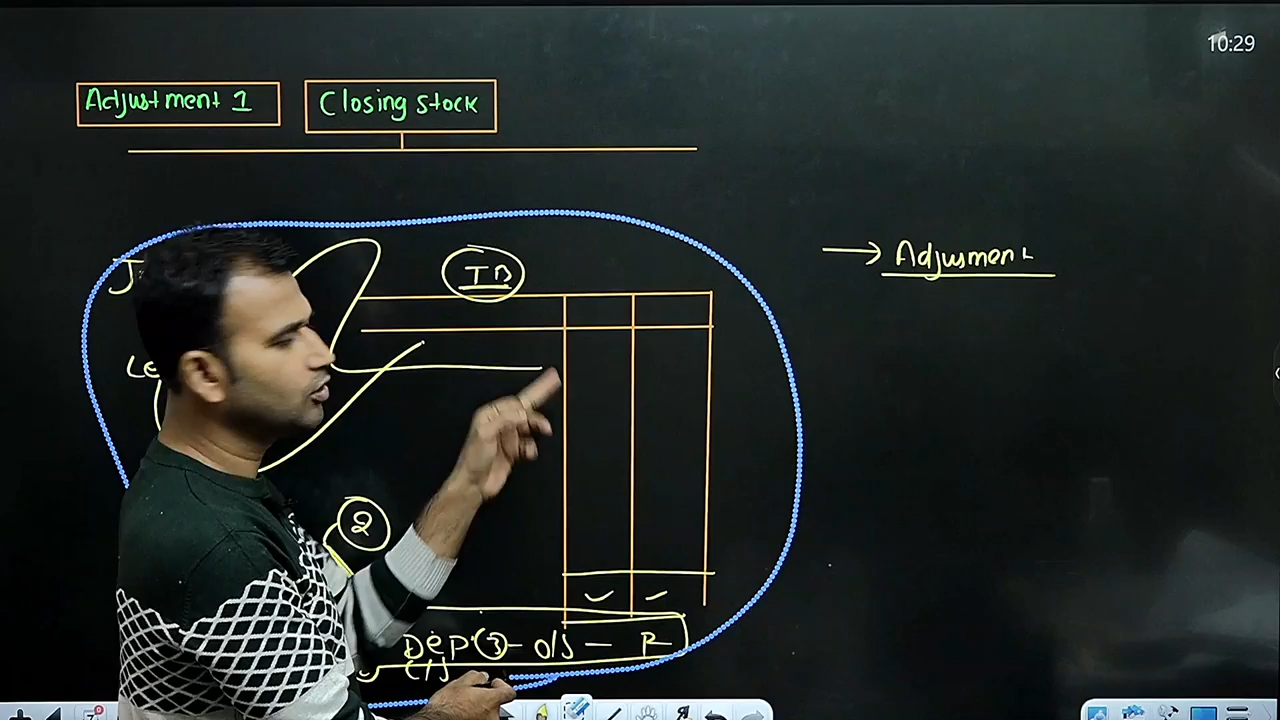 10:29
Adjustment 1
Closing stock
→ Adjusment
TB
2
Dep(3) - o/s - R
C/S